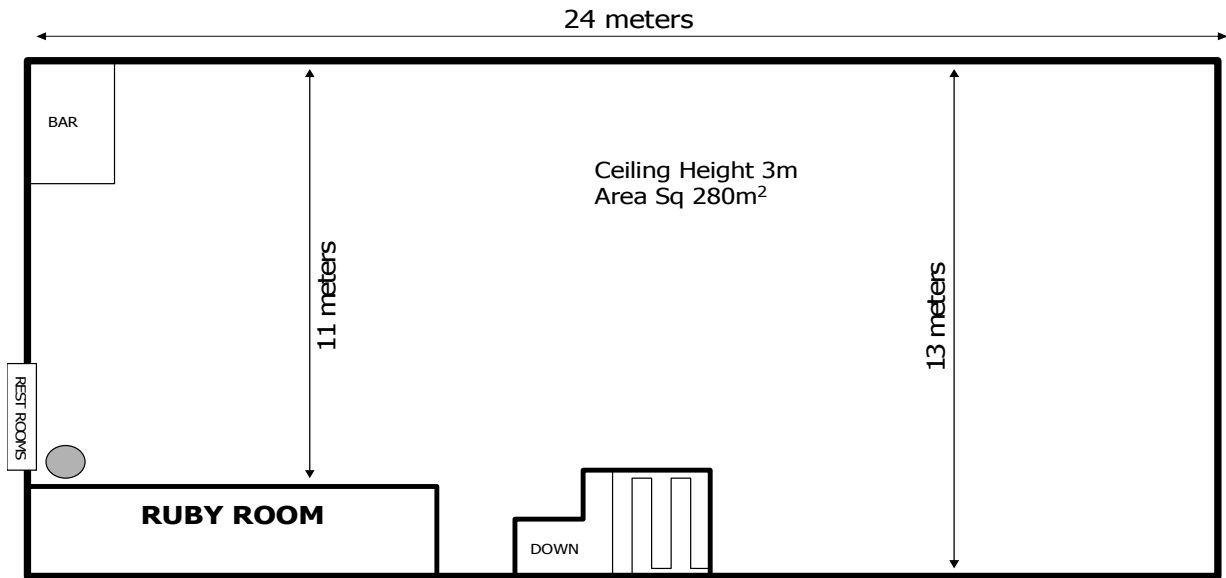 24 meters
BAR
Ceiling Height 3m
Area Sq 280m²
11 meters
13 meters
REST ROOMS
RUBY ROOM
DOWN